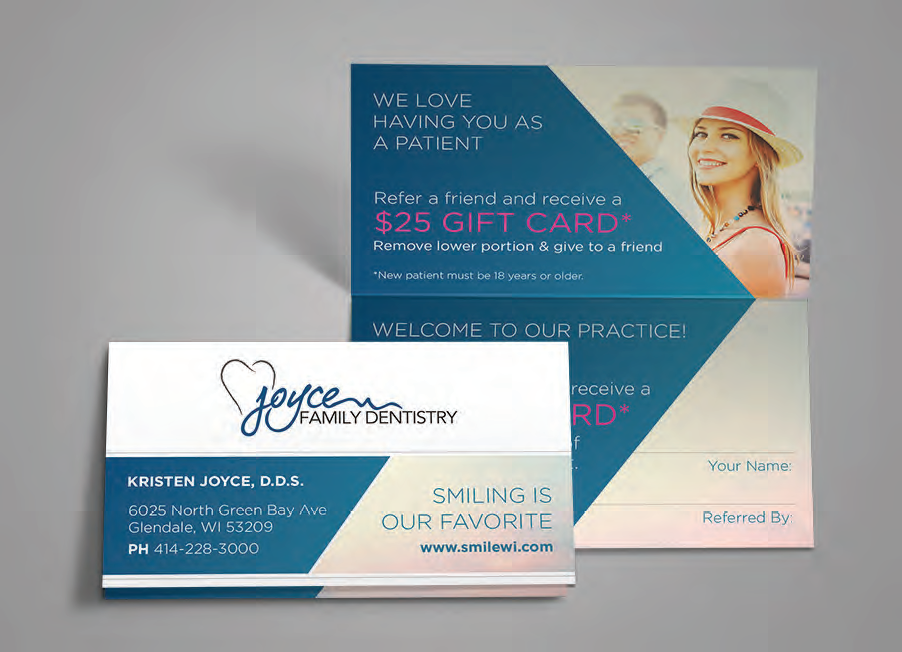 WE LOVE
HAVING YOU AS
A PATIENT
Refer a friend and receive a
$25 GIFT CARD*
Remove lower portion & give to a friend
*New patient must be 18 years or older.
WELCOME TO OUR PRACTICE!
receive a
RD*
of
Your Name:
Referred By:
joyce
FAMILY DENTISTRY
KRISTEN JOYCE, D.D.S.
6025 North Green Bay Ave
Glendale, WI 53209
PH 414-228-3000
SMILING IS
OUR FAVORITE
www.smilewi.com